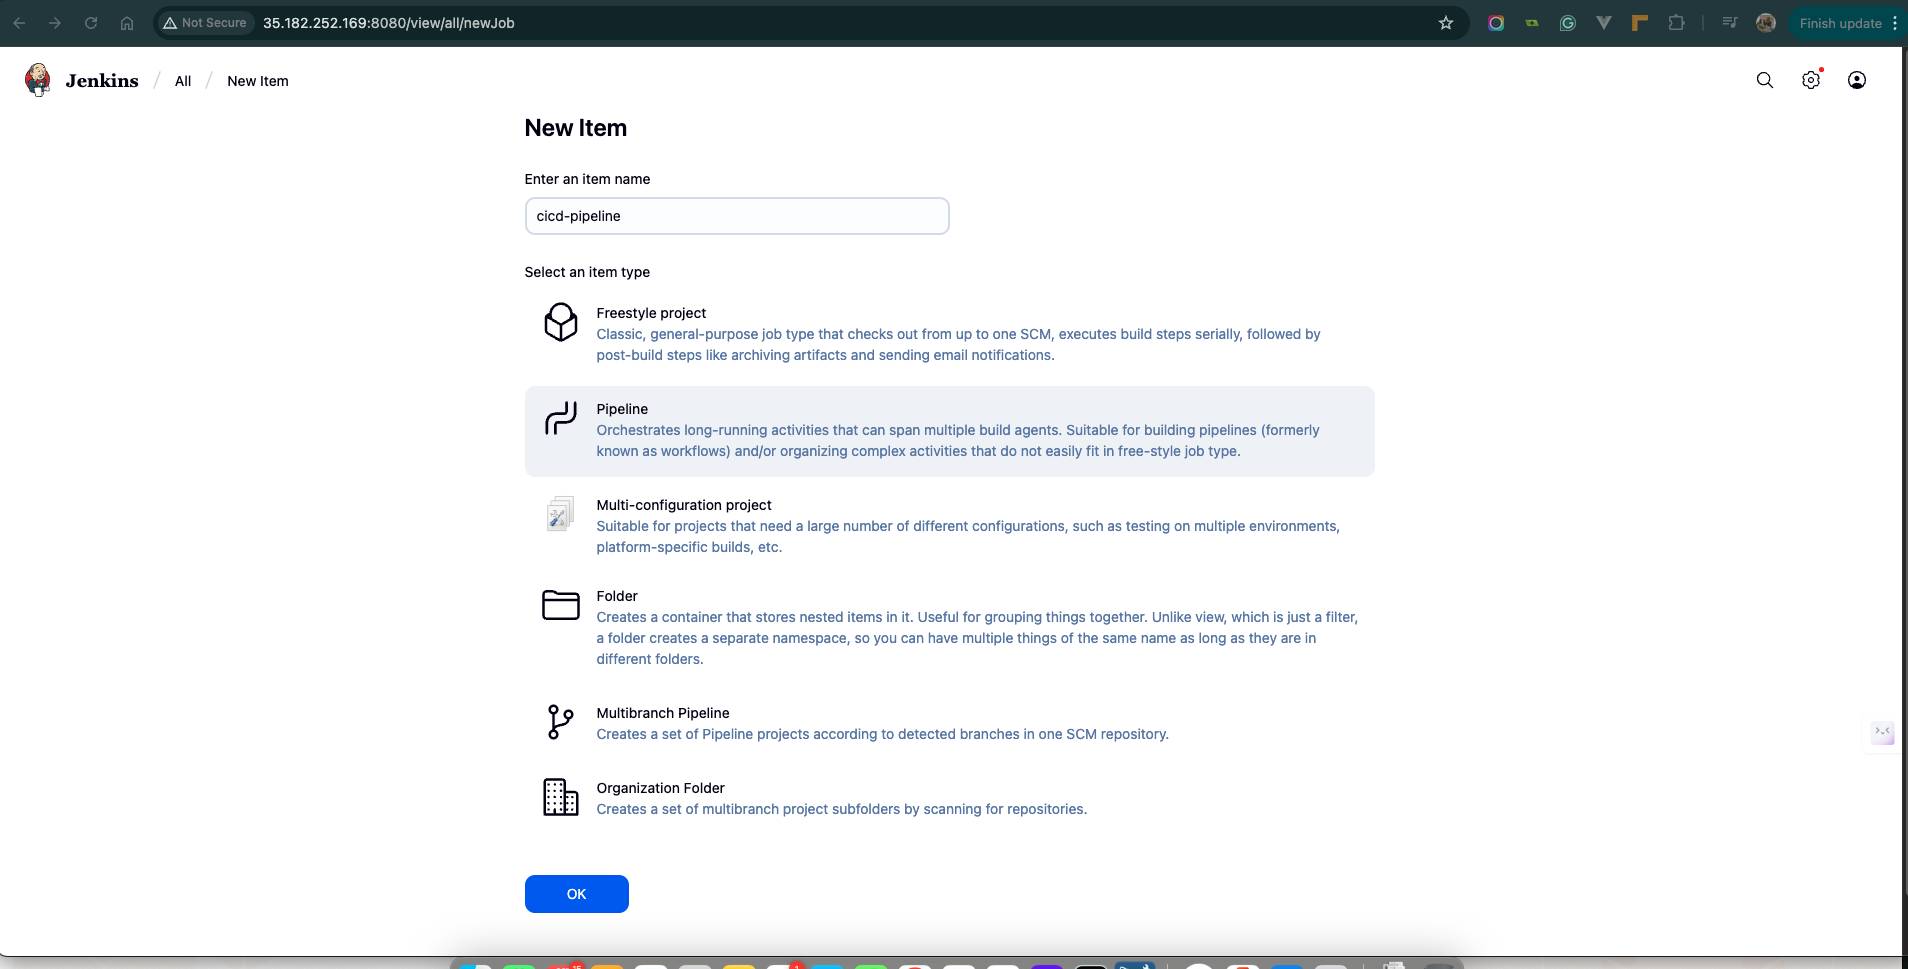 Not Secure 35.182.252.169:8080/view/all/newJob Finish update
Jenkins / All / New Item
New Item
Enter an item name
cicd-pipeline
Select an item type
Freestyle project
Classic, general-purpose job type that checks out from up to one SCM, executes build steps serially, followed by
post-build steps like archiving artifacts and sending email notifications.
Pipeline
Orchestrates long-running activities that can span multiple build agents. Suitable for building pipelines (formerly
known as workflows) and/or organizing complex activities that do not easily fit in free-style job type.
Multi-configuration project
Suitable for projects that need a large number of different configurations, such as testing on multiple environments,
platform-specific builds, etc.
Folder
Creates a container that stores nested items in it. Useful for grouping things together. Unlike view, which is just a filter,
a folder creates a separate namespace, so you can have multiple things of the same name as long as they are in
different folders.
Multibranch Pipeline
Creates a set of Pipeline projects according to detected branches in one SCM repository.
Organization Folder
Creates a set of multibranch project subfolders by scanning for repositories.
OK